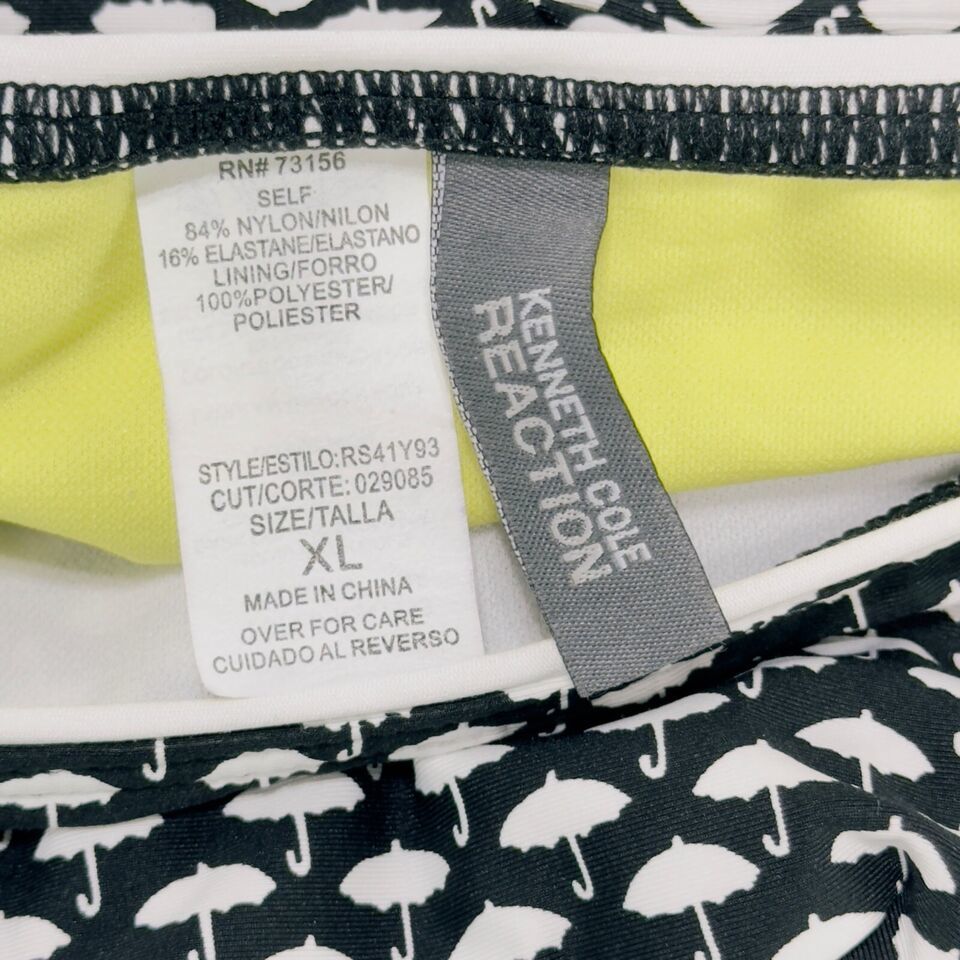 RN# 73156
SELF
84% NYLON/NILON
16% ELASTANE/ELASTANO
LINING/FORRO
100%POLYESTER/
POLIESTER
STYLE/ESTILO:RS41Y93
CUT/CORTE: 029085
SIZE/TALLA
XL
MADE IN CHINA
OVER FOR CARE
CUIDADO AL REVERSO
KENNETH COLE
REACTION